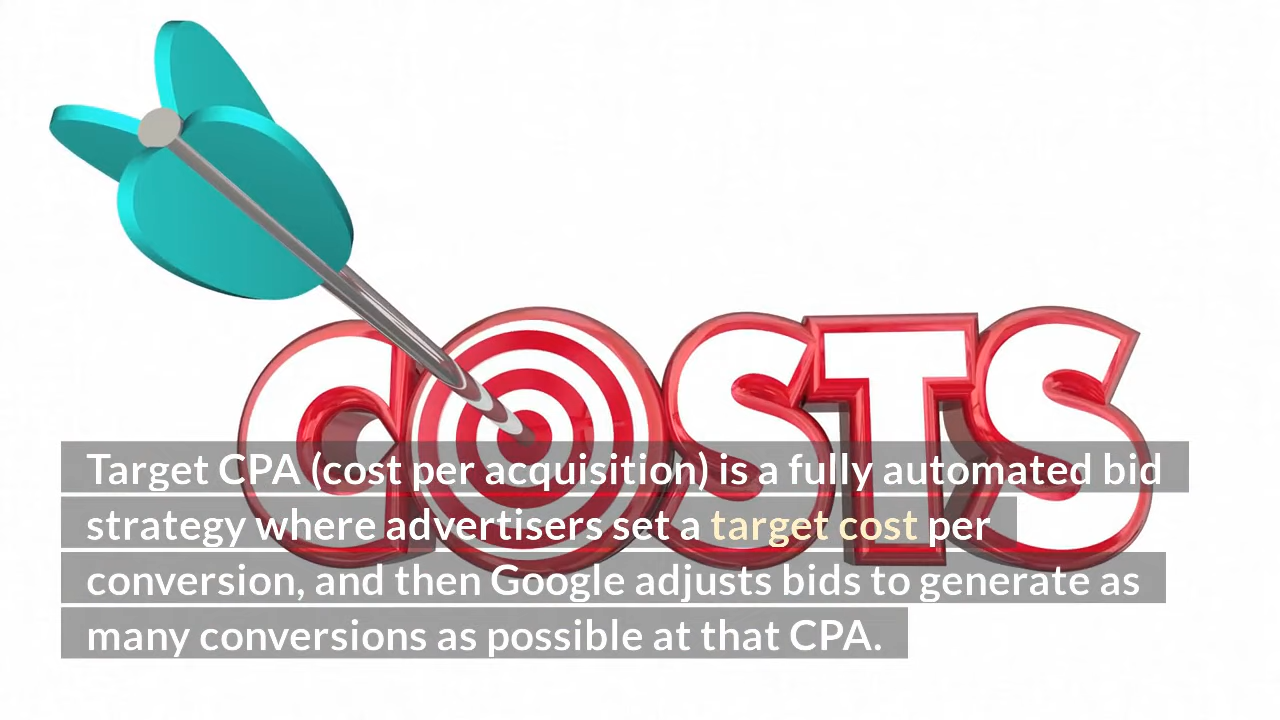 COSTS
Target CPA (cost per acquisition) is a fully automated bid
strategy where advertisers set a target cost per
conversion, and then Google adjusts bids to generate as
many conversions as possible at that CPA.